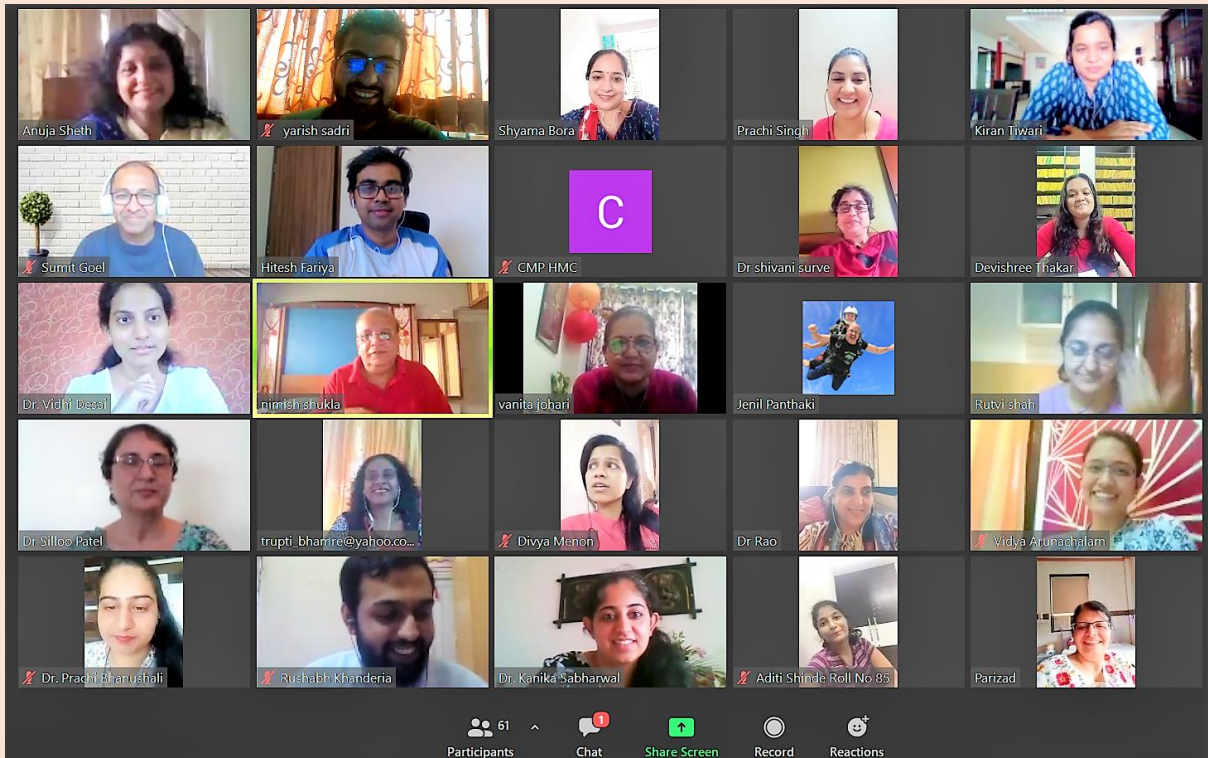 Anuja Sheth
yarish sadri
Shyama Bora
Prachi Singh
Kiran Tiwari
Sumit Goel
Hitesh Fariya
C
CMP HMC
Dr shivani surve
Devishree Thakar
Dr. Vidhi Desai
nimish shukla
vanita johari
Jenil Panthaki
Rutvi shah
Dr Silloo Patel
trupti_bhamre@yahoo.co...
Divya Menon
Dr Rao
Vidya Arunachalam
Dr. Prachi Bhanushali
Rushabh Khanderia
Dr. Kanika Sabharwal
Aditi Shinde Roll No 85
Parizad
61
1
Participants
Chat
Share Screen
Record
Reactions